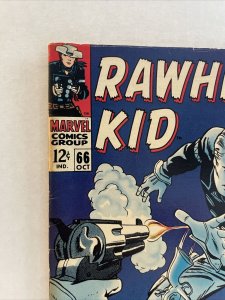 RAWH
KID
MARVEL
COMICS
GROUP
12¢ 66
IND. OCT